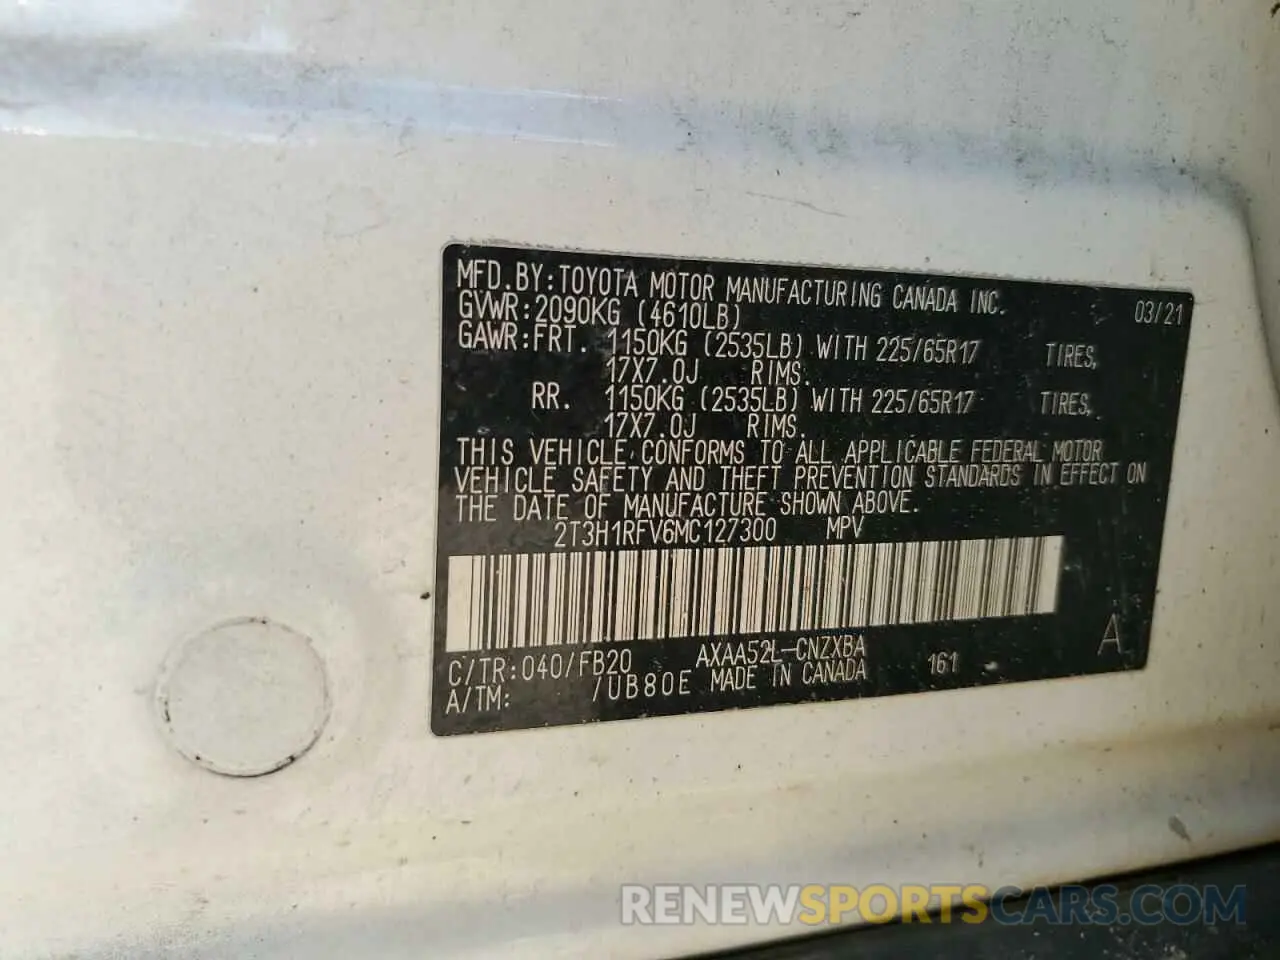 MFD.BY:TOYOTA MOTOR MANUFACTURING CANADA INC. 03/21
GVWR:2090KG (4610LB)
GAWR:FRT. 1150KG (2535LB) WITH 225/65R17 TIRES,
17X7.0J RIMS.
RR. 1150KG (2535LB) WITH 225/65R17 TIRES,
17X7.0J RIMS.
THIS VEHICLE CONFORMS TO ALL APPLICABLE FEDERAL MOTOR
VEHICLE SAFETY AND THEFT PREVENTION STANDARDS IN EFFECT ON
THE DATE OF MANUFACTURE SHOWN ABOVE.
2T3H1RFV6MC127300 MPV
C/TR:040/FB20 AXAA52L-CNZXBA 161 A
A/TM: /UB80E MADE IN CANADA
RENEWSPORTSCARS.COM